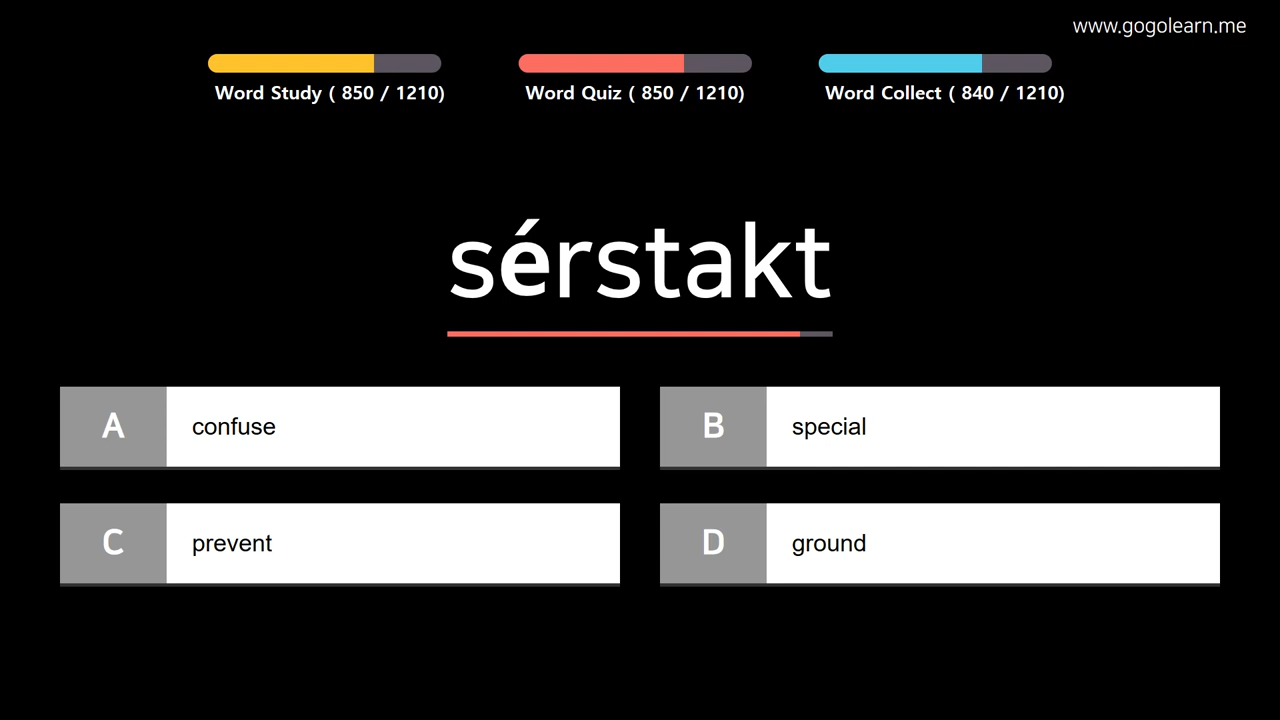 www.gogolearn.me
Word Study ( 850 / 1210)
Word Quiz ( 850 / 1210)
Word Collect ( 840 / 1210)
sérstakt
A confuse
B special
C prevent
D ground